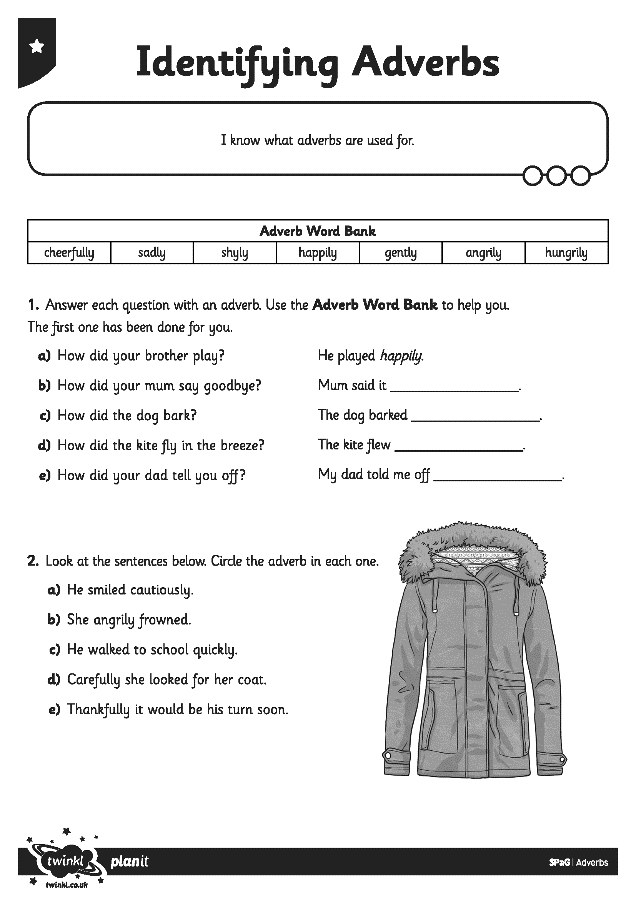 Identifying Adverbs
I know what adverbs are used for.
Adverb Word Bank
cheerfully sadly shyly happily gently angrily hungrily
1. Answer each question with an adverb. Use the Adverb Word Bank to help you.
The first one has been done for you.
a) How did your brother play? He played happily.
b) How did your mum say goodbye? Mum said it ________________.
c) How did the dog bark? The dog barked ________________.
d) How did the kite fly in the breeze? The kite flew ________________.
e) How did your dad tell you off? My dad told me off ________________.
2. Look at the sentences below. Circle the adverb in each one.
a) He smiled cautiously.
b) She angrily frowned.
c) He walked to school quickly.
d) Carefully she looked for her coat.
e) Thankfully it would be his turn soon.
twinkl planit SPaG | Adverbs
twinkl.co.uk